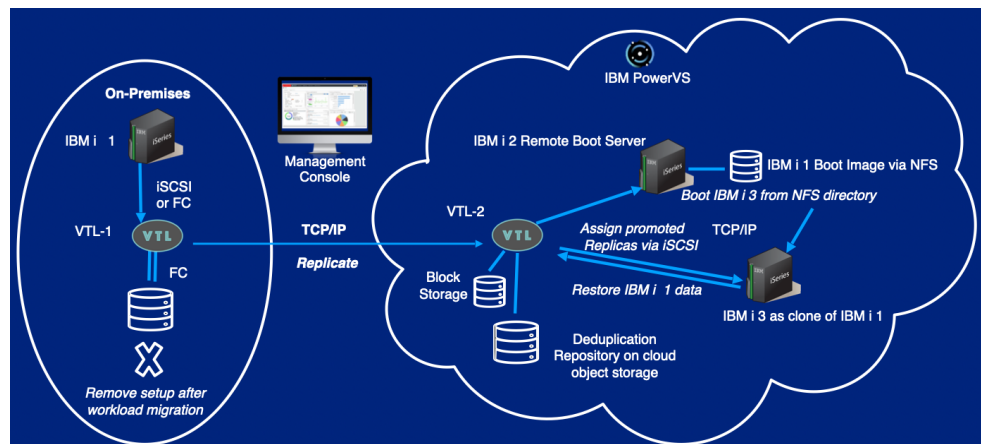 On-Premises
IBM i 1
iSeries
iSCSI
or FC
VTL-1
VTL
FC
Remove setup after
workload migration
Management
Console
TCP/IP
Replicate
IBM PowerVS
IBM i 2 Remote Boot Server
iSeries
IBM i 1 Boot Image via NFS
Boot IBM i 3 from NFS directory
VTL-2
VTL
Assign promoted
Replicas via iSCSI
TCP/IP
Restore IBM i 1 data
iSeries
IBM i 3 as clone of IBM i 1
Block
Storage
Deduplication
Repository on cloud
object storage